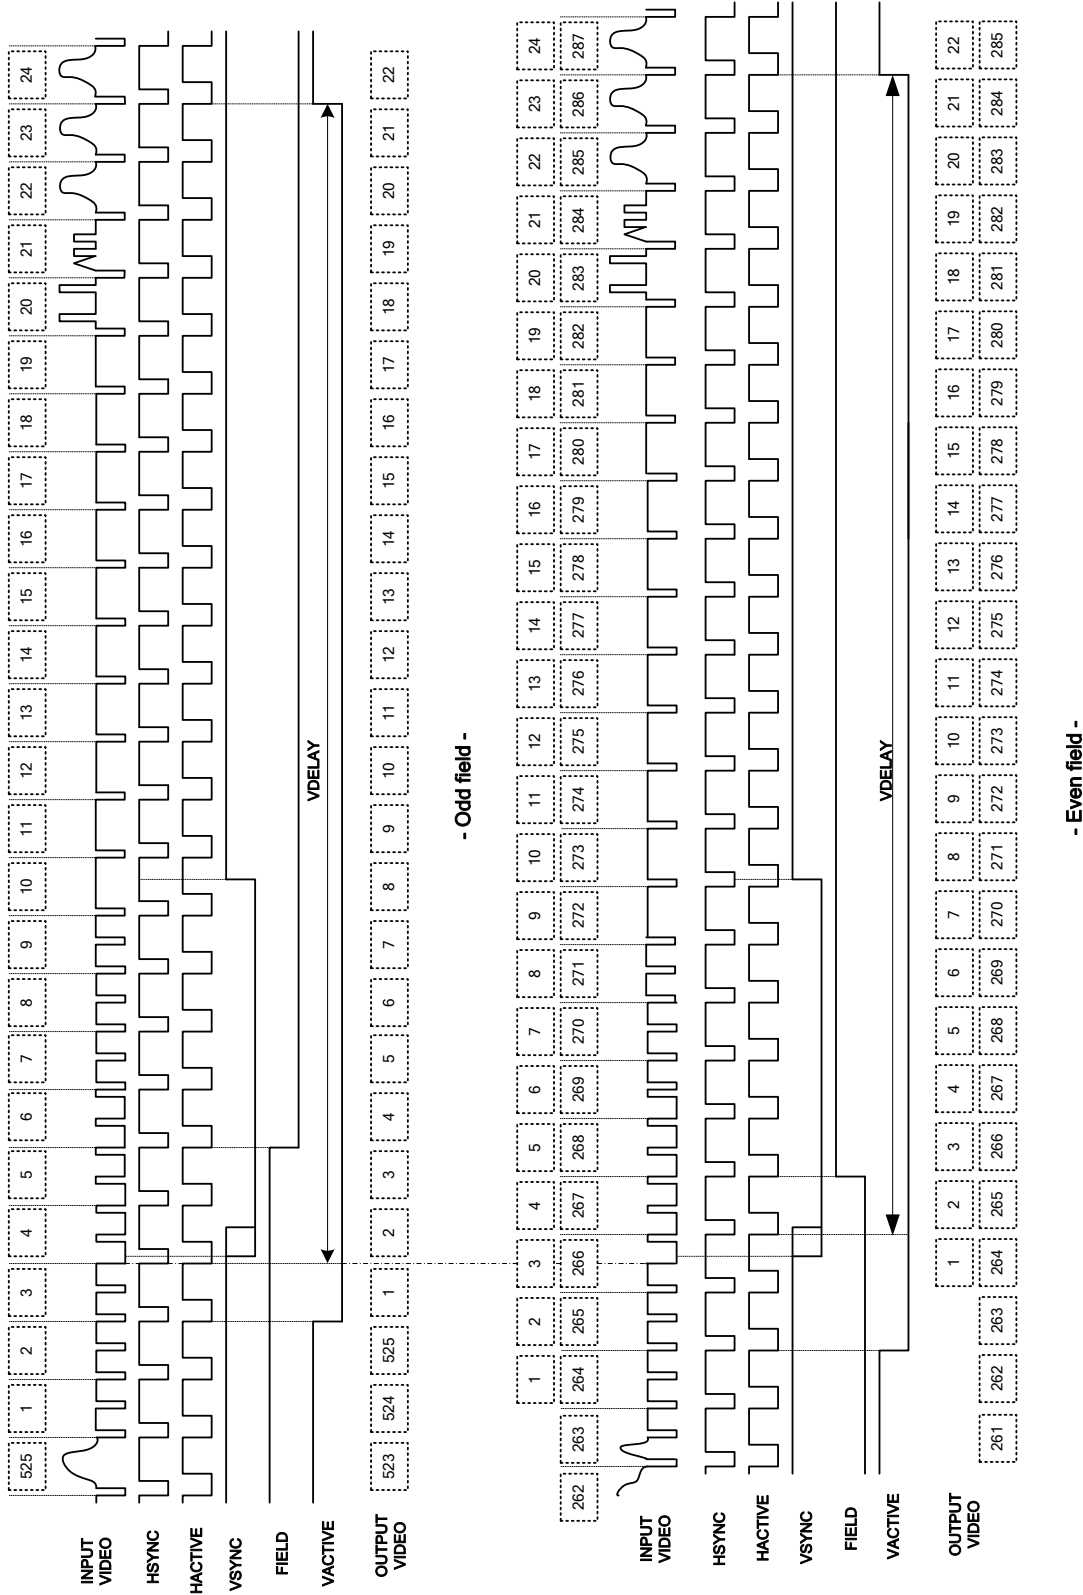 525 1 2 3 4 5 6 7 8 9 10 11 12 13 14 15 16 17 18 19 20 21 22 23 24
INPUT
VIDEO
HSYNC
HACTIVE
VSYNC
FIELD
VACTIVE
VDELAY
OUTPUT
VIDEO
523 524 525 1 2 3 4 5 6 7 8 9 10 11 12 13 14 15 16 17 18 19 20 21 22
- Odd field -
1 2 3 4 5 6 7 8 9 10 11 12 13 14 15 16 17 18 19 20 21 22 23 24
262 263 264 265 266 267 268 269 270 271 272 273 274 275 276 277 278 279 280 281 282 283 284 285 286 287
INPUT
VIDEO
HSYNC
HACTIVE
VSYNC
FIELD
VACTIVE
VDELAY
OUTPUT
VIDEO
1 2 3 4 5 6 7 8 9 10 11 12 13 14 15 16 17 18 19 20 21 22
261 262 263 264 265 266 267 268 269 270 271 272 273 274 275 276 277 278 279 280 281 282 283 284 285
- Even field -